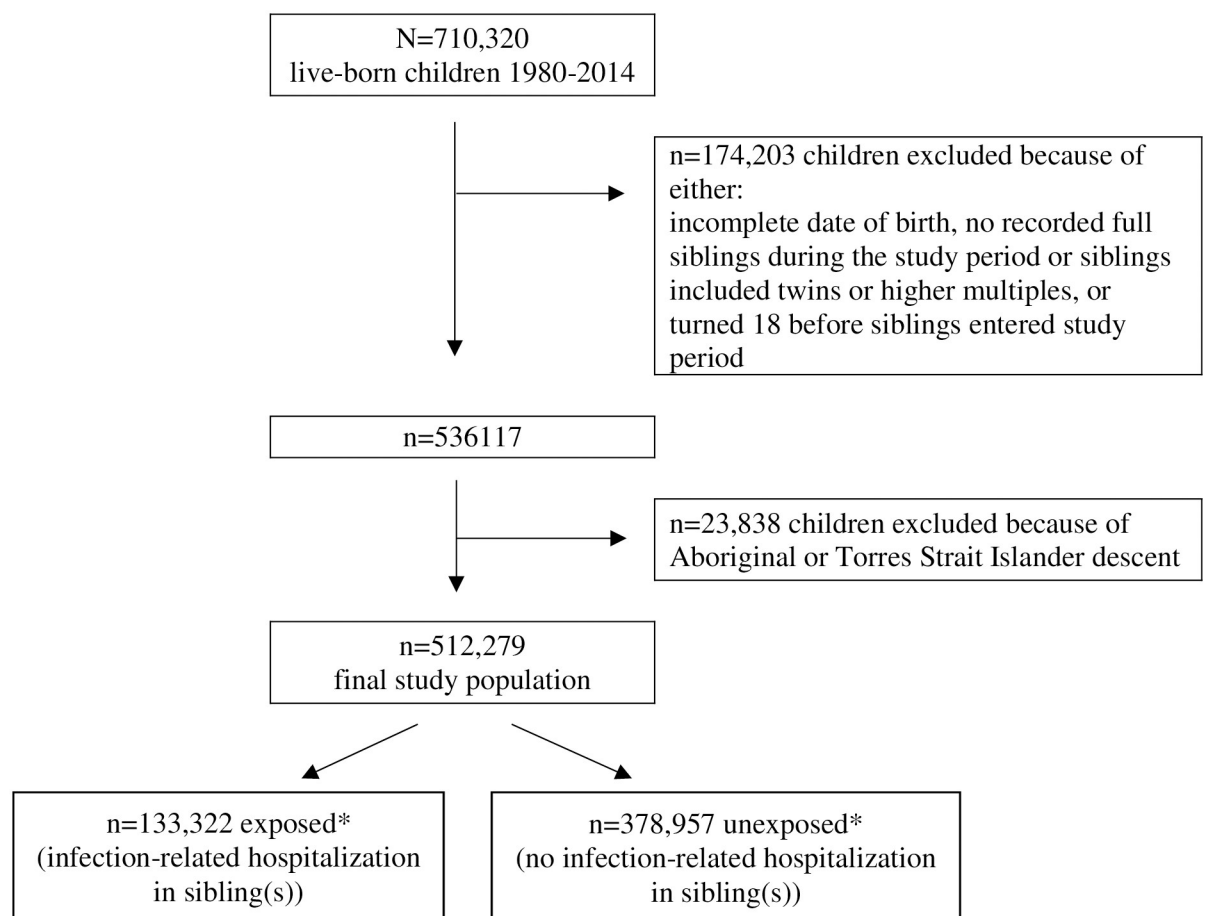 N=710,320
live-born children 1980-2014
n=174,203 children excluded because of
either:
incomplete date of birth, no recorded full
siblings during the study period or siblings
included twins or higher multiples, or
turned 18 before siblings entered study
period
n=536117
n=23,838 children excluded because of
Aboriginal or Torres Strait Islander descent
n=512,279
final study population
n=133,322 exposed*
(infection-related hospitalization
in sibling(s))
n=378,957 unexposed*
(no infection-related hospitalization
in sibling(s))